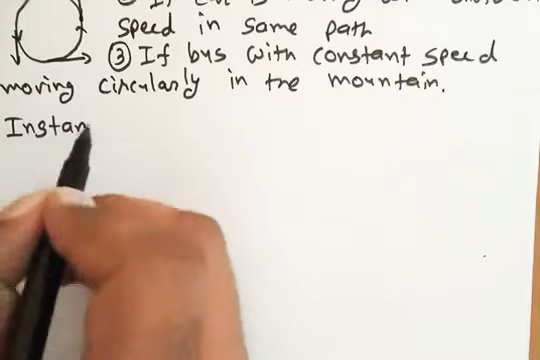 speed in same path
③ If bus with constant speed
moving circularly in the mountain.
Instan